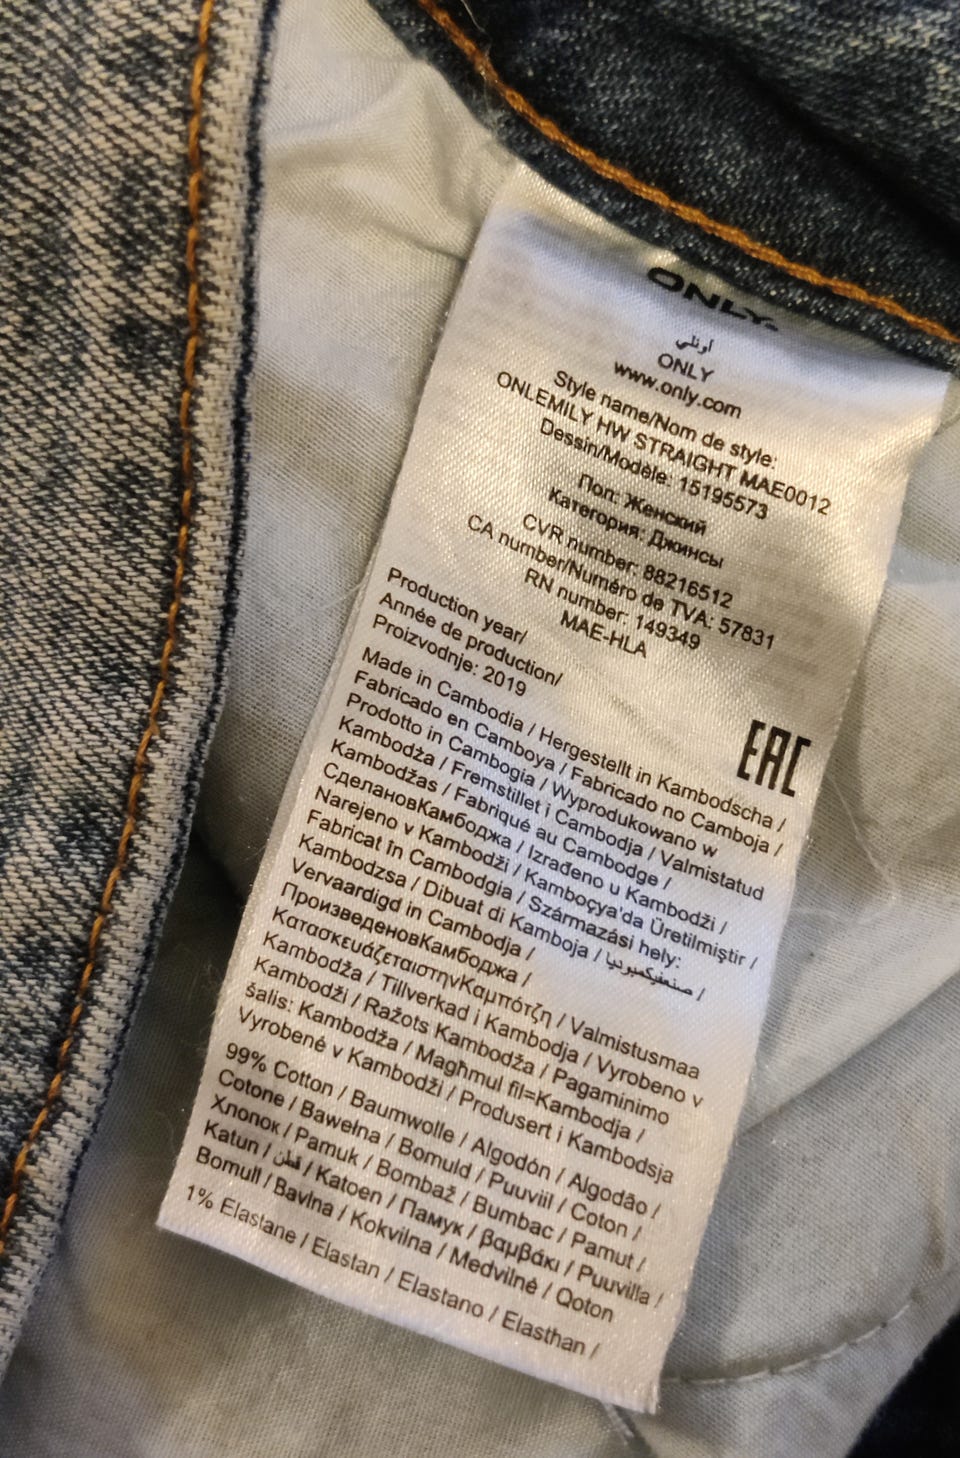 ONLY
اونلي
ONLY
www.only.com
Style name/Nom de style:
ONLEMILY HW STRAIGHT MAE0012
Dessin/Modèle: 15195573
Пол: Женский
Категория: Джинсы
CVR number: 88216512
CA number/Numéro de TVA: 57831
RN number: 149349
MAE-HLA
Production year/
Année de production/
Proizvodnje: 2019
EAC
Made in Cambodia / Hergestellt in Kambodscha /
Fabricado en Camboya / Fabricado no Camboja /
Prodotto in Cambogia / Wyprodukowano w
Kambodża / Fremstillet i Cambodja / Valmistatud
Kambodžas / Fabriqué au Cambodge /
СделановКамбоджа / Izrađeno u Kambodži /
Narejeno v Kambodži / Kamboçya'da Üretilmiştir /
Fabricat în Cambodgia / Származási hely:
Kambodzsa / Dibuat di Kamboja / صنعفيكمبوديا /
Vervaardigd in Cambodja /
ПроизведеновКамбоджа /
ΚατασκευάζεταιστηνΚαμπότζη / Valmistusmaa
Kambodža / Tillverkad i Kambodja / Vyrobeno v
Kambodži / Ražots Kambodža / Pagaminimo
šalis: Kambodža / Magħmul fil=Kambodja /
Vyrobené v Kambodži / Produsert i Kambodsja
99% Cotton / Baumwolle / Algodón / Algodão /
Cotone / Bawełna / Bomuld / Puuviil / Coton /
Хлопок / Pamuk / Bombaž / Bumbac / Pamut /
Katun / قطن / Katoen / Памук / βαμβάκι / Puuvilla /
Bomull / Bavlna / Kokvilna / Medvilnė / Qoton
1% Elastane / Elastan / Elastano / Elasthan /